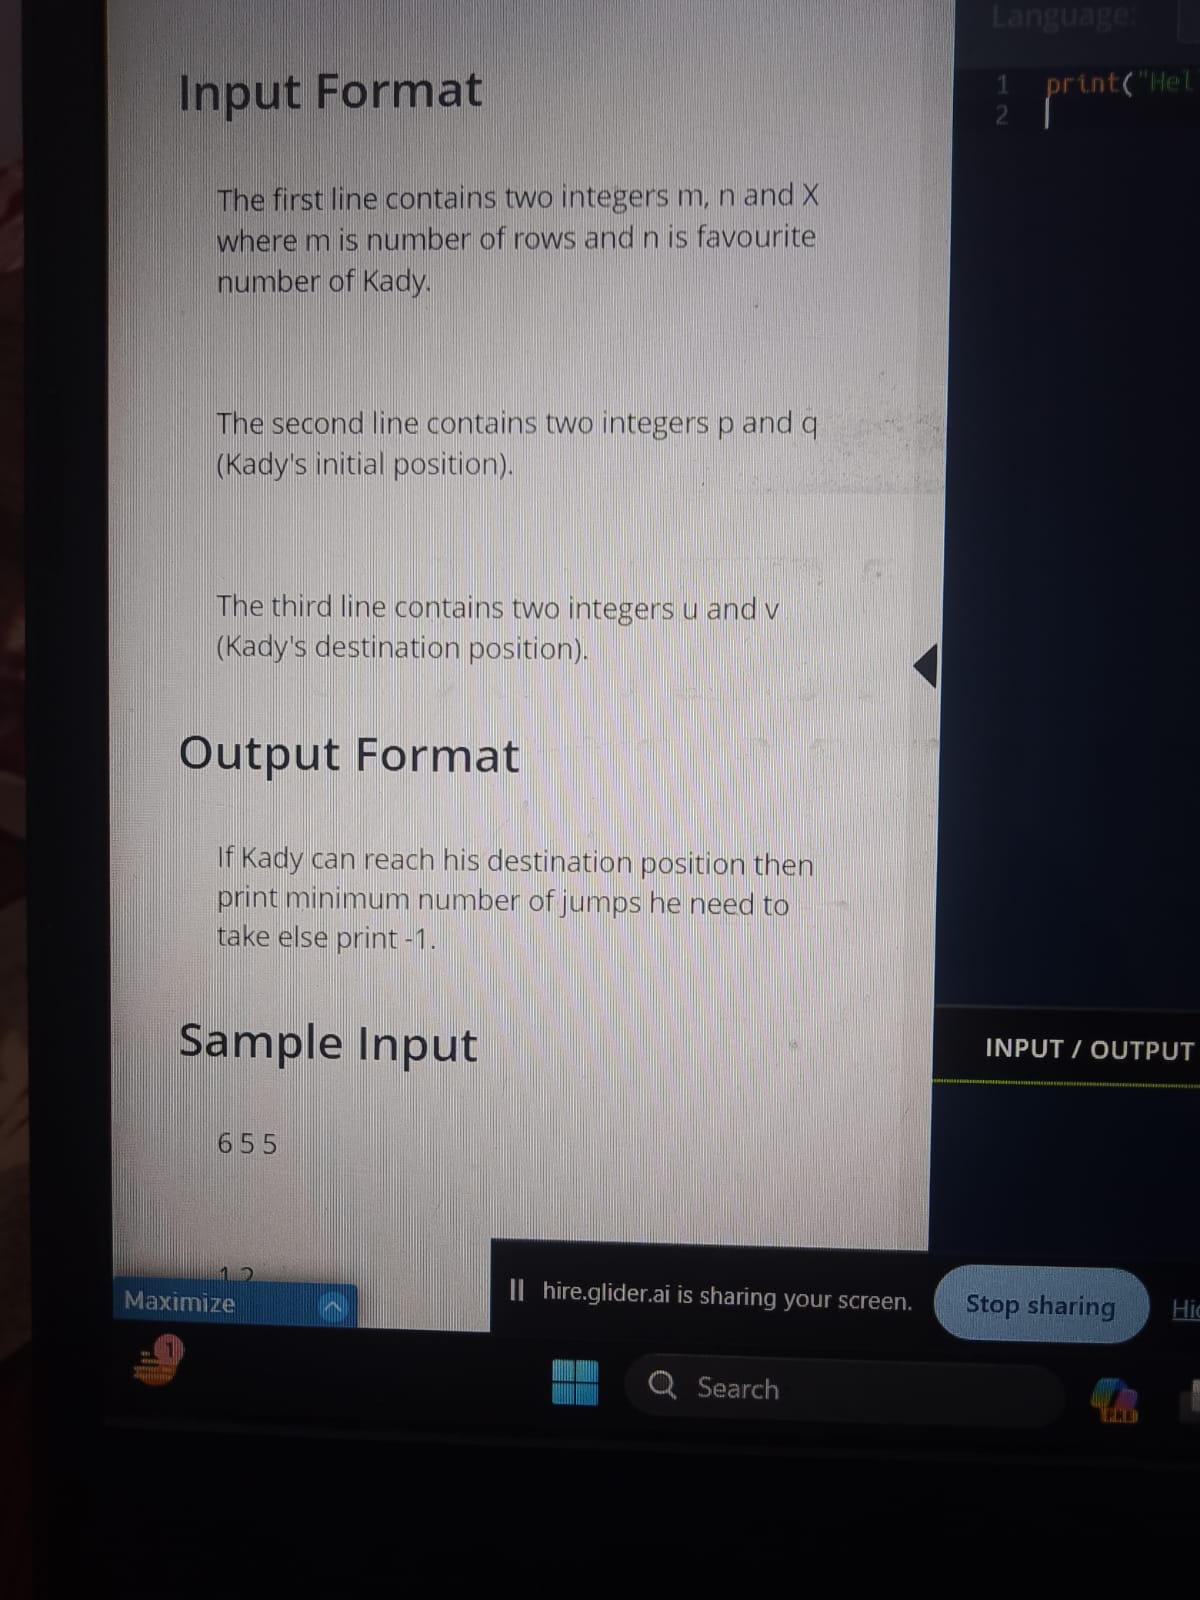 Language:
Input Format
1 print("Hel
2
The first line contains two integers m, n and X
where m is number of rows and n is favourite
number of Kady.
The second line contains two integers p and q
(Kady's initial position).
The third line contains two integers u and v
(Kady's destination position).
Output Format
If Kady can reach his destination position then
print minimum number of jumps he need to
take else print -1.
Sample Input
INPUT / OUTPUT
6 5 5
1 2
Maximize
hire.glider.ai is sharing your screen.
Stop sharing
1
Search